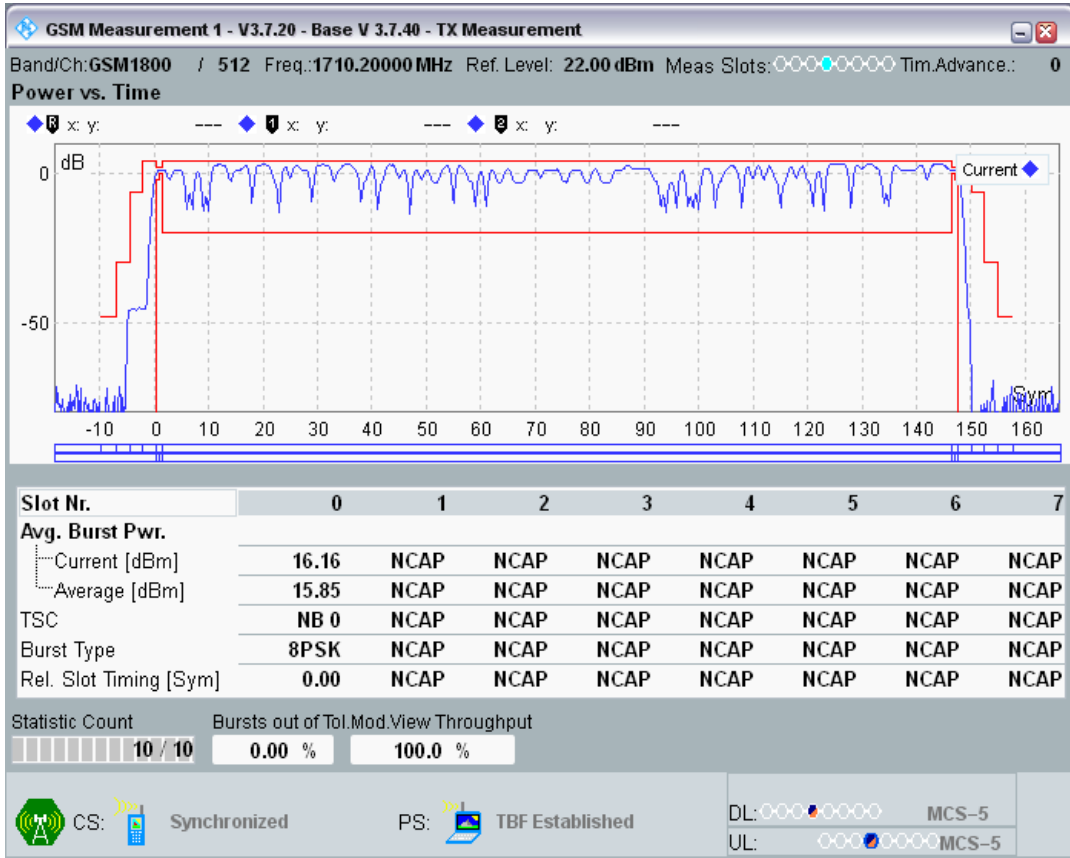 GSM Measurement 1 - V3.7.20 - Base V 3.7.40 - TX Measurement
Band/Ch:GSM1800 / 512 Freq.:1710.20000 MHz Ref. Level: 22.00 dBm Meas Slots: Tim.Advance.: 0
Power vs. Time
R x: y: --- 1 x: y: --- 2 x: y: ---
dB
0
Current
-50
Sym
-10 0 10 20 30 40 50 60 70 80 90 100 110 120 130 140 150 160
Slot Nr. 0 1 2 3 4 5 6 7
Avg. Burst Pwr.
Current [dBm] 16.16 NCAP NCAP NCAP NCAP NCAP NCAP NCAP
Average [dBm] 15.85 NCAP NCAP NCAP NCAP NCAP NCAP NCAP
TSC NB 0 NCAP NCAP NCAP NCAP NCAP NCAP NCAP
Burst Type 8PSK NCAP NCAP NCAP NCAP NCAP NCAP NCAP
Rel. Slot Timing [Sym] 0.00 NCAP NCAP NCAP NCAP NCAP NCAP NCAP
Statistic Count Bursts out of Tol.Mod.View Throughput
10 / 10 0.00 % 100.0 %
CS: Synchronized PS: TBF Established DL: MCS-5
UL: MCS-5